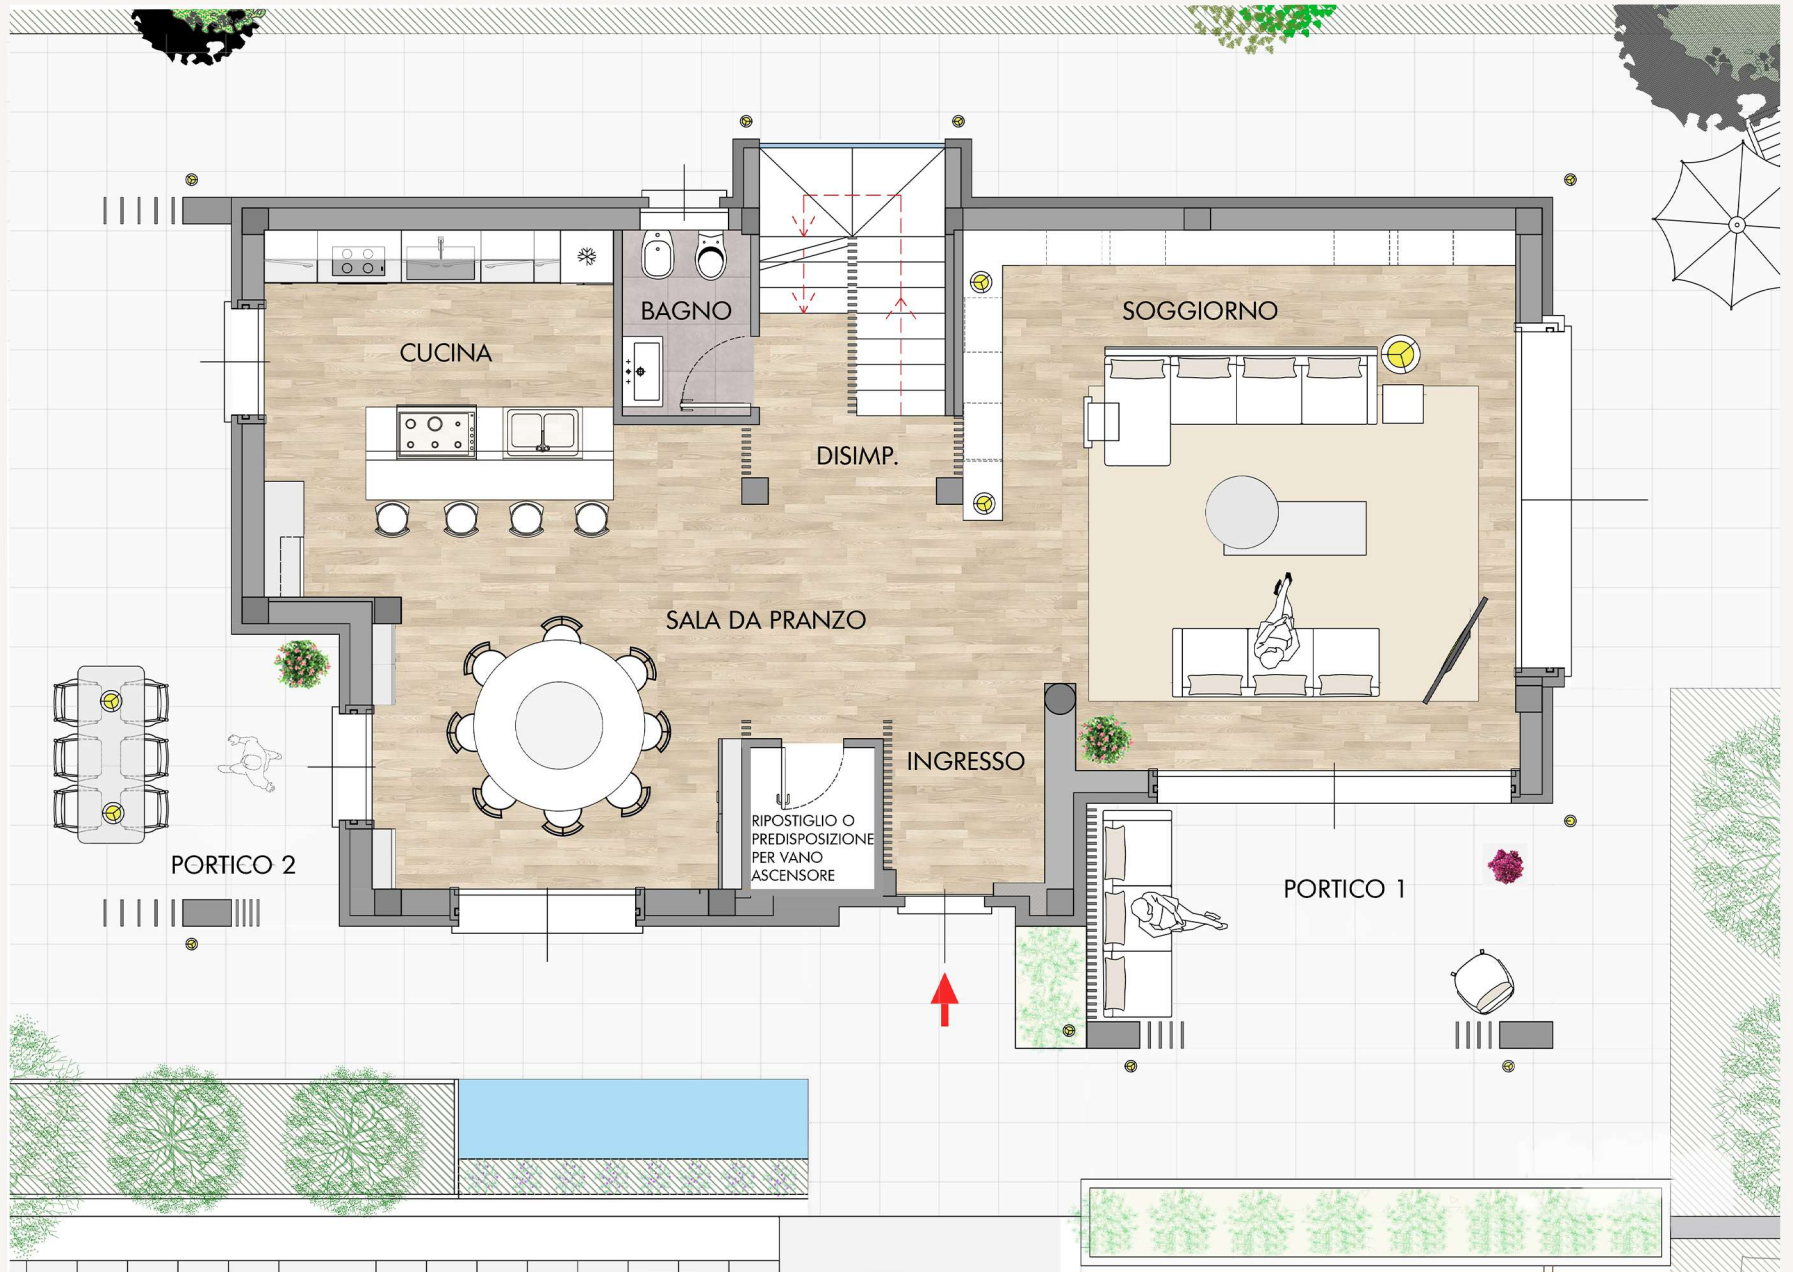 BAGNO
SOGGIORNO
CUCINA
DISIMP.
SALA DA PRANZO
INGRESSO
RIPOSTIGLIO O
PREDISPOSIZIONE
PER VANO
ASCENSORE
PORTICO 2
PORTICO 1